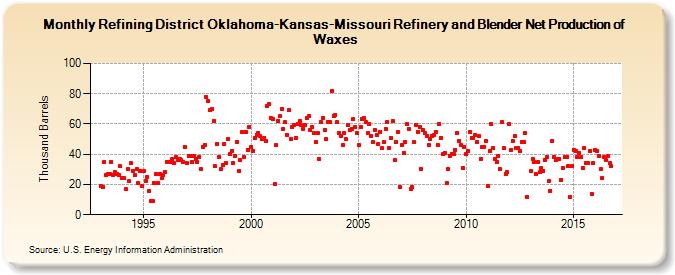 Monthly Refining District Oklahoma-Kansas-Missouri Refinery and Blender Net Production of
Waxes
Thousand Barrels
100
80
60
40
20
0
1995
2000
2005
2010
2015
Source: U.S. Energy Information Administration